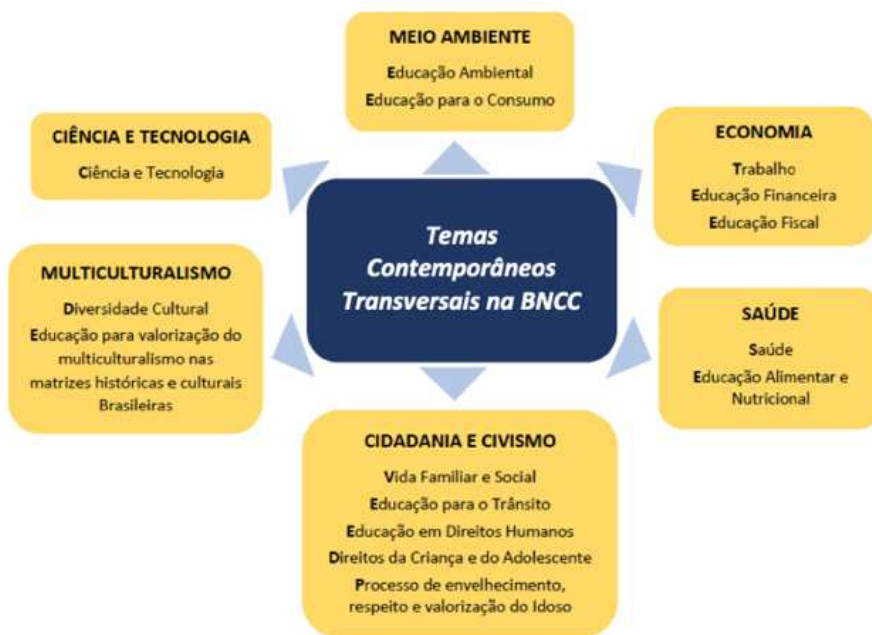 MEIO AMBIENTE
Educação Ambiental
Educação para o Consumo
CIÊNCIA E TECNOLOGIA
Ciência e Tecnologia
ECONOMIA
Trabalho
Educação Financeira
Educação Fiscal
Temas
Contemporâneos
Transversais na BNCC
MULTICULTURALISMO
Diversidade Cultural
Educação para valorização do
multiculturalismo nas
matrizes históricas e culturais
Brasileiras
SAÚDE
Saúde
Educação Alimentar e
Nutricional
CIDADANIA E CIVISMO
Vida Familiar e Social
Educação para o Trânsito
Educação em Direitos Humanos
Direitos da Criança e do Adolescente
Processo de envelhecimento,
respeito e valorização do Idoso